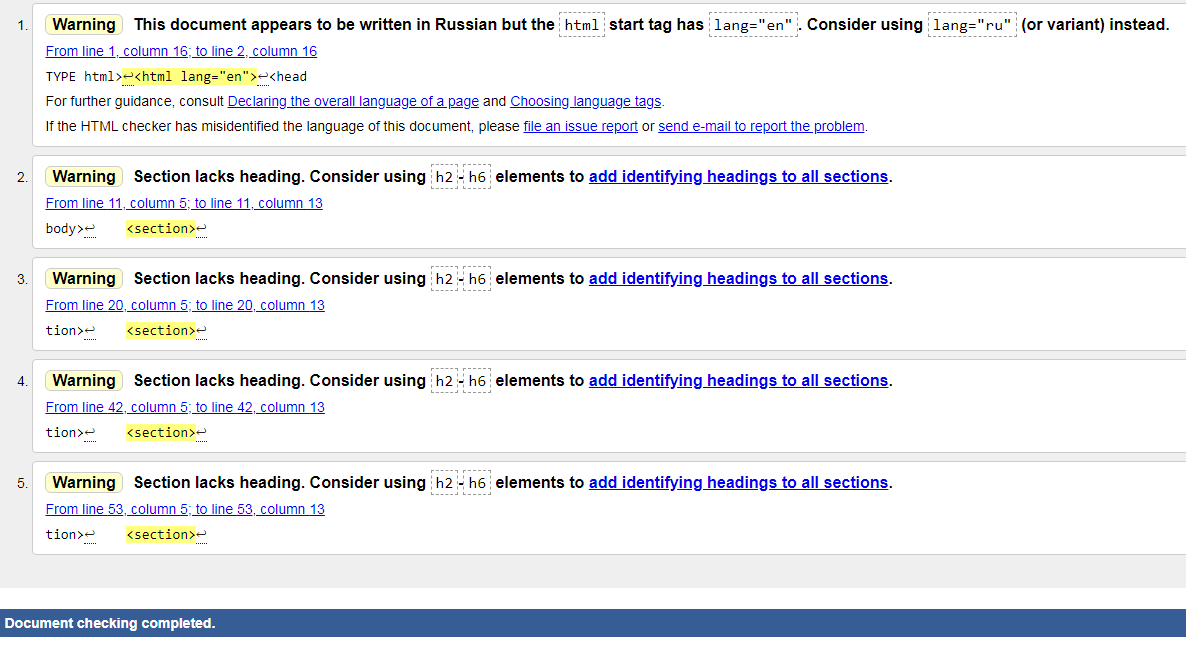 1. Warning This document appears to be written in Russian but the html start tag has lang="en". Consider using lang="ru" (or variant) instead.
From line 1, column 16; to line 2, column 16
TYPE html>↩<html lang="en">↩<head
For further guidance, consult Declaring the overall language of a page and Choosing language tags.
If the HTML checker has misidentified the language of this document, please file an issue report or send e-mail to report the problem.
2. Warning Section lacks heading. Consider using h2-h6 elements to add identifying headings to all sections.
From line 11, column 5; to line 11, column 13
body>↩    <section>↩
3. Warning Section lacks heading. Consider using h2-h6 elements to add identifying headings to all sections.
From line 20, column 5; to line 20, column 13
tion>↩    <section>↩
4. Warning Section lacks heading. Consider using h2-h6 elements to add identifying headings to all sections.
From line 42, column 5; to line 42, column 13
tion>↩    <section>↩
5. Warning Section lacks heading. Consider using h2-h6 elements to add identifying headings to all sections.
From line 53, column 5; to line 53, column 13
tion>↩    <section>↩
Document checking completed.